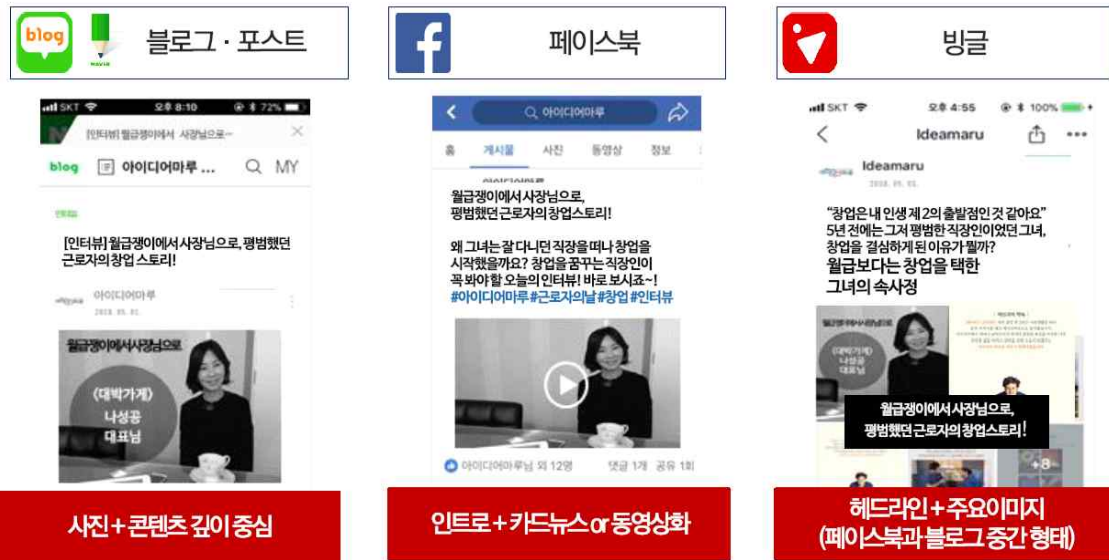 blog
블로그 · 포스트
SKT 오후 8:10 72%
[인터뷰] 월급쟁이에서 사장님으로~
blog 아이디어마루 ... MY
[인터뷰] 월급쟁이에서 사장님으로, 평범했던
근로자의 창업 스토리!
아이디어마루
2018. 05. 01.
월급쟁이에서사장님으로
(대박가게)
나성공
대표님
사진 + 콘텐츠 깊이 중심
f
페이스북
아이디어마루
홈 게시물 사진 동영상 정보
월급쟁이에서 사장님으로,
평범했던 근로자의 창업스토리!
왜 그녀는 잘 다니던 직장을 떠나 창업을
시작했을까요? 창업을 꿈꾸는 직장인이
꼭 봐야 할 오늘의 인터뷰! 바로 보시죠~!
#아이디어마루 #근로자의날 #창업 #인터뷰
아이디어마루님 외 12명 댓글 1개 공유 1회
인트로 + 카드뉴스 or 동영상화
빙글
SKT 오후 4:55 100%
Ideamaru
Ideamaru
2018. 05. 01.
“창업은 내 인생 제 2의 출발점인 것 같아요”
5년 전에는 그저 평범한 직장인이었던 그녀,
창업을 결심하게 된 이유가 뭘까?
월급보다는 창업을 택한
그녀의 속사정
월급쟁이에서사장님으로
(대박가게)
나성공
대표님
월급쟁이에서 사장님으로,
평범했던 근로자의 창업스토리!
+8
헤드라인 + 주요이미지
(페이스북과 블로그 중간 형태)